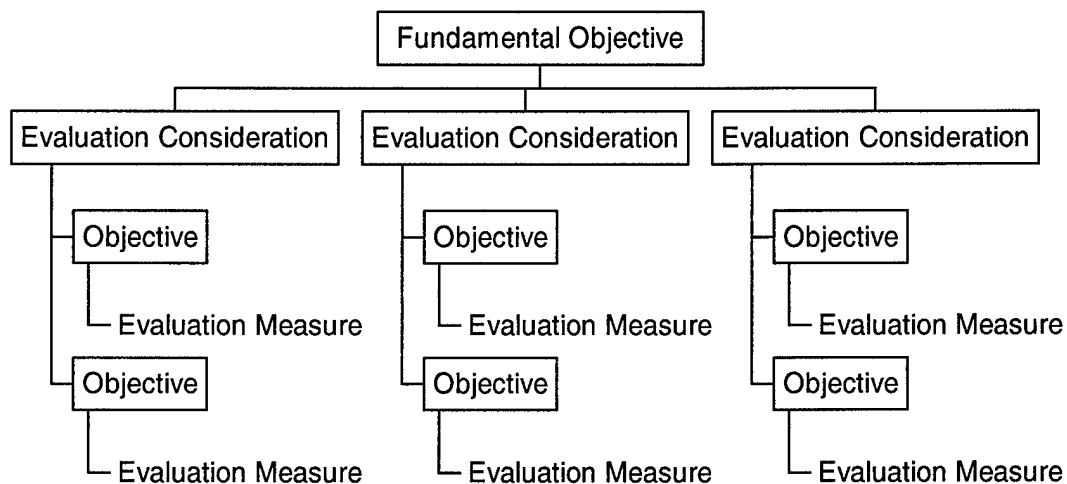 Fundamental Objective
Evaluation Consideration
Evaluation Consideration
Evaluation Consideration
Objective
Objective
Objective
Evaluation Measure
Evaluation Measure
Evaluation Measure
Objective
Objective
Objective
Evaluation Measure
Evaluation Measure
Evaluation Measure